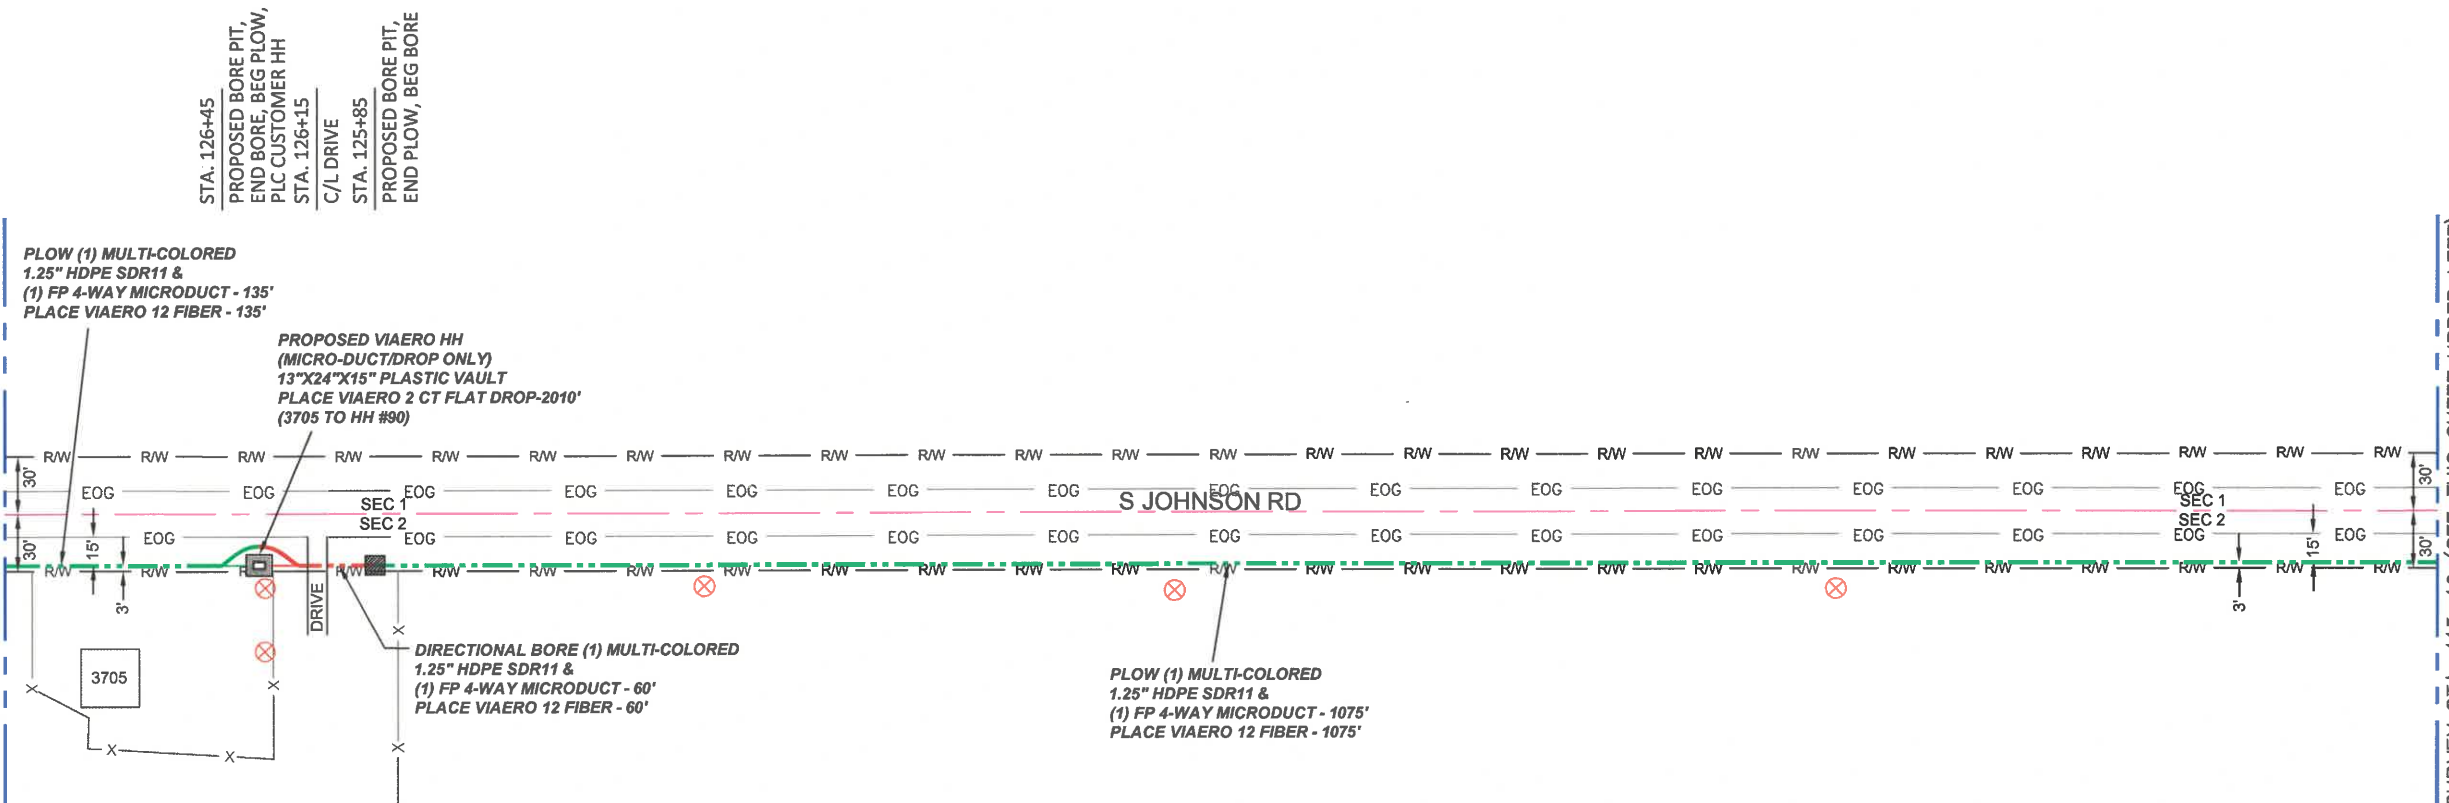 STA. 126+45
PROPOSED BORE PIT,
END BORE, BEG PLOW,
PLC CUSTOMER HH
STA. 126+15
C/L DRIVE
STA. 125+85
PROPOSED BORE PIT,
END PLOW, BEG BORE
PLOW (1) MULTI-COLORED
1.25" HDPE SDR11 &
(1) FP 4-WAY MICRODUCT - 135'
PLACE VIAERO 12 FIBER - 135'
PROPOSED VIAERO HH
(MICRO-DUCT/DROP ONLY)
13"X24"X15" PLASTIC VAULT
PLACE VIAERO 2 CT FLAT DROP-2010'
(3705 TO HH #90)
R/W R/W R/W R/W R/W R/W R/W R/W R/W R/W R/W R/W R/W R/W R/W R/W R/W R/W R/W R/W R/W R/W R/W R/W R/W
30' 30'
EOG EOG EOG EOG EOG EOG EOG EOG EOG EOG EOG EOG EOG EOG EOG
SEC 1 S JOHNSON RD SEC 1
SEC 2 SEC 2
EOG EOG EOG EOG EOG EOG EOG EOG EOG EOG EOG EOG EOG EOG
30' 15' 15' 30'
R/W R/W R/W R/W R/W R/W R/W R/W R/W R/W R/W R/W R/W R/W R/W R/W R/W R/W R/W R/W R/W R/W R/W
3' DRIVE 3'
X
X X
X X
X
3705
DIRECTIONAL BORE (1) MULTI-COLORED
1.25" HDPE SDR11 &
(1) FP 4-WAY MICRODUCT - 60'
PLACE VIAERO 12 FIBER - 60'
PLOW (1) MULTI-COLORED
1.25" HDPE SDR11 &
(1) FP 4-WAY MICRODUCT - 1075'
PLACE VIAERO 12 FIBER - 1075'